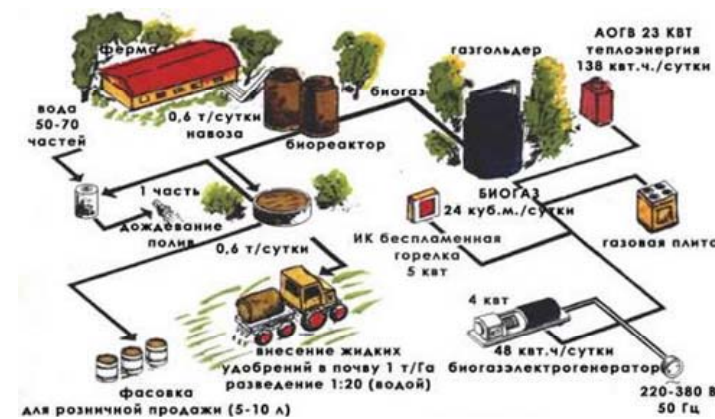 ферма
газгольдер
АОГВ 23 КВТ
теплоэнергия
138 квт.ч./сутки
вода
50-70
частей
0,6 т/сутки
навоза
биогаз
биореактор
1 часть
дождевание
полив
0,6 т/сутки
БИОГАЗ
24 куб.м./сутки
ИК беспламенная
горелка
5 квт
газовая плита
внесение жидких
удобрений в почву 1 т/Га
разведение 1:20 (водой)
4 квт
48 квт.ч/сутки
биогазэлектрогенератор
220-380 В
50 Гц
фасовка
для розничной продажи (5-10 л)